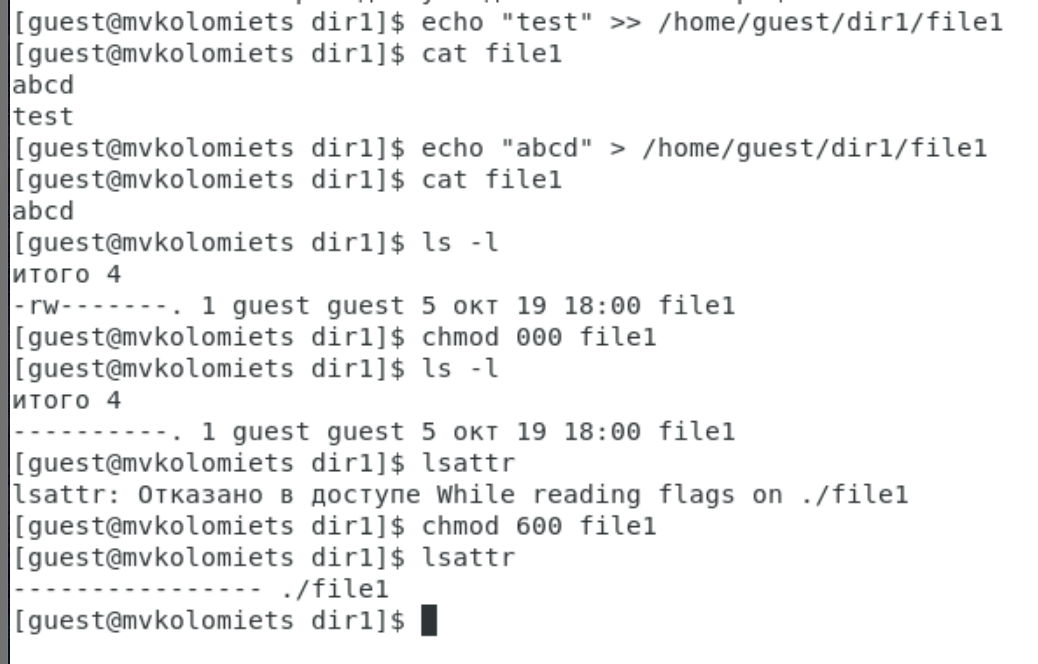 [guest@mvkolomiets dir1]$ echo "test" >> /home/guest/dir1/file1
[guest@mvkolomiets dir1]$ cat file1
abcd
test
[guest@mvkolomiets dir1]$ echo "abcd" > /home/guest/dir1/file1
[guest@mvkolomiets dir1]$ cat file1
abcd
[guest@mvkolomiets dir1]$ ls -l
итого 4
-rw-------. 1 guest guest 5 окт 19 18:00 file1
[guest@mvkolomiets dir1]$ chmod 000 file1
[guest@mvkolomiets dir1]$ ls -l
итого 4
----------. 1 guest guest 5 окт 19 18:00 file1
[guest@mvkolomiets dir1]$ lsattr
lsattr: Отказано в доступе While reading flags on ./file1
[guest@mvkolomiets dir1]$ chmod 600 file1
[guest@mvkolomiets dir1]$ lsattr
---------------- ./file1
[guest@mvkolomiets dir1]$